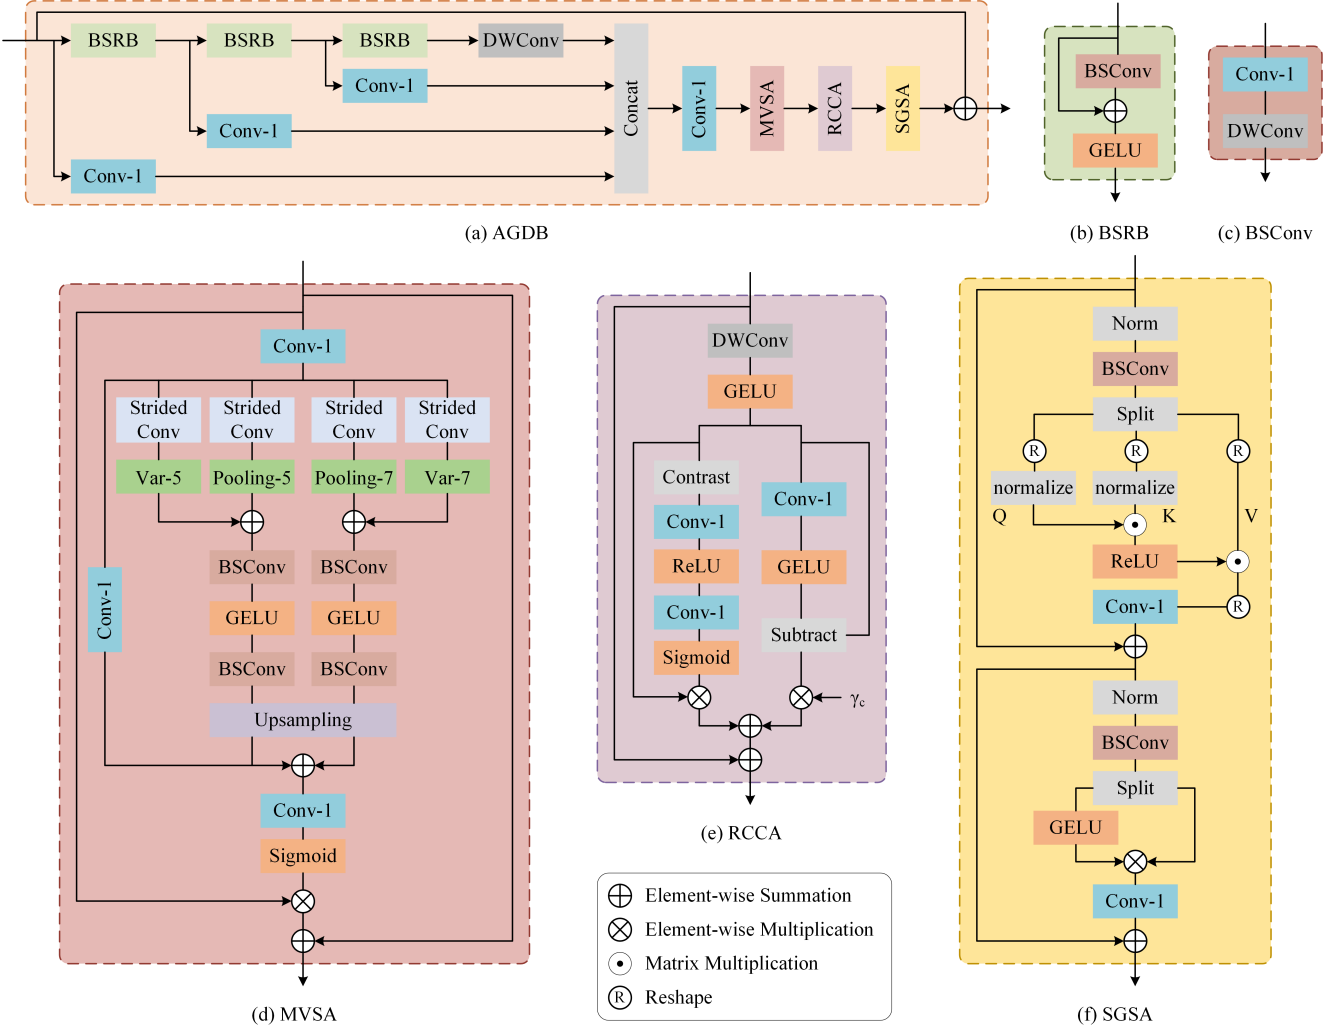 BSRB
BSRB
BSRB
DWConv
Conv-1
Conv-1
Conv-1
Concat
Conv-1
MVSA
RCCA
SGSA
(a) AGDB
BSConv
GELU
(b) BSRB
Conv-1
DWConv
(c) BSConv
Conv-1
Strided
Conv
Strided
Conv
Strided
Conv
Strided
Conv
Var-5
Pooling-5
Pooling-7
Var-7
Conv-1
BSConv
BSConv
GELU
GELU
BSConv
BSConv
Upsampling
Conv-1
Sigmoid
(d) MVSA
DWConv
GELU
Contrast
Conv-1
ReLU
Conv-1
Sigmoid
Conv-1
GELU
Subtract
γc
(e) RCCA
Element-wise Summation
Element-wise Multiplication
Matrix Multiplication
R Reshape
Norm
BSConv
Split
R
R
R
normalize
normalize
Q
K
V
ReLU
Conv-1
R
Norm
BSConv
Split
GELU
Conv-1
(f) SGSA